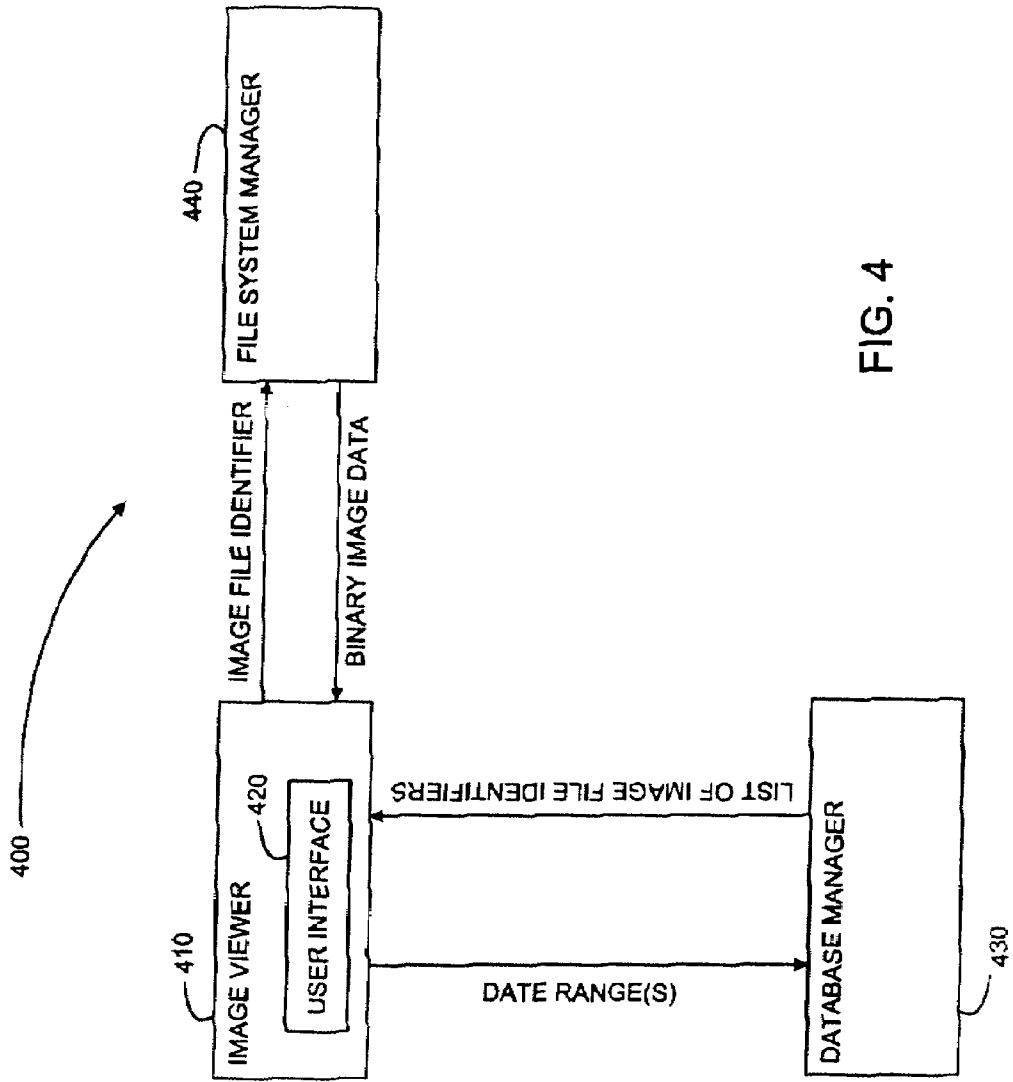 400
410
IMAGE VIEWER
420
USER INTERFACE
IMAGE FILE IDENTIFIER
BINARY IMAGE DATA
440
FILE SYSTEM MANAGER
DATE RANGE(S)
LIST OF IMAGE FILE IDENTIFIERS
DATABASE MANAGER
430
FIG. 4